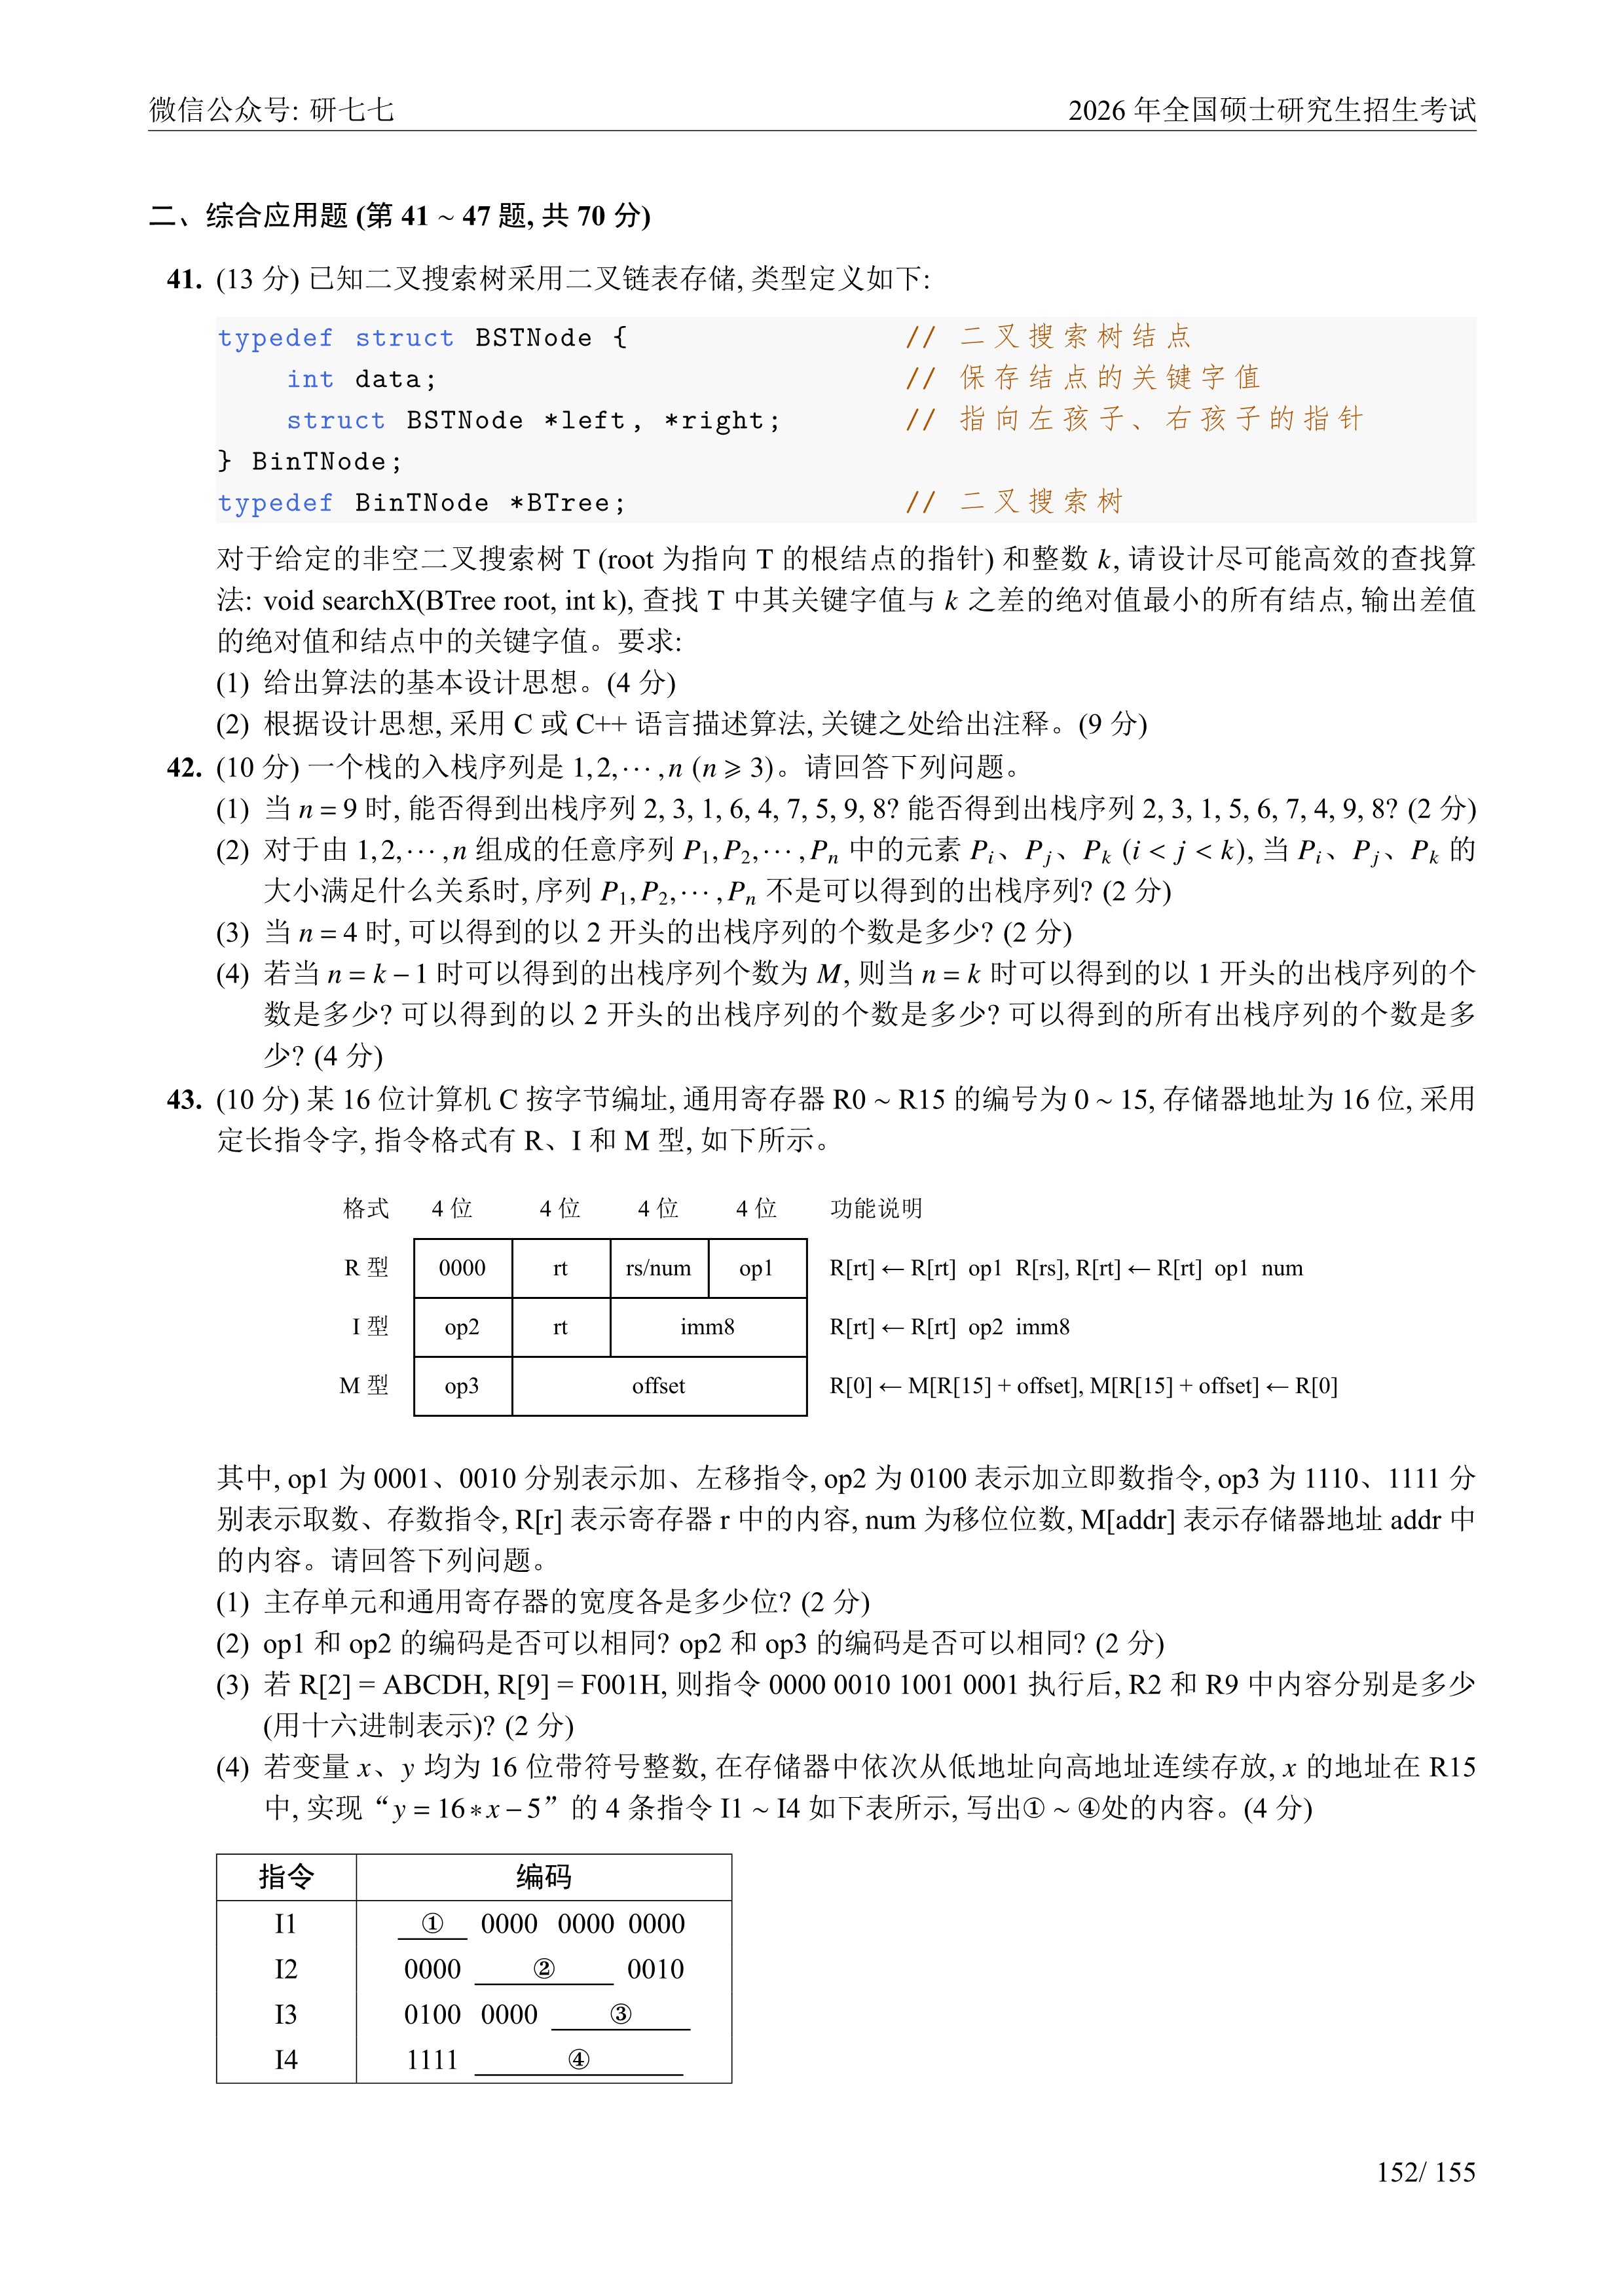 微信公众号: 研七七
2026 年全国硕士研究生招生考试
二、综合应用题 (第 41 ~ 47 题, 共 70 分)
41. (13 分) 已知二叉搜索树采用二叉链表存储, 类型定义如下:
typedef struct BSTNode { // 二叉搜索树结点
int data; // 保存结点的关键字值
struct BSTNode *left, *right; // 指向左孩子、右孩子的指针
} BinTNode;
typedef BinTNode *BTree; // 二叉搜索树
对于给定的非空二叉搜索树 T (root 为指向 T 的根结点的指针) 和整数 k, 请设计尽可能高效的查找算
法: void searchX(BTree root, int k), 查找 T 中其关键字值与 k 之差的绝对值最小的所有结点, 输出差值
的绝对值和结点中的关键字值。要求:
(1) 给出算法的基本设计思想。(4 分)
(2) 根据设计思想, 采用 C 或 C++ 语言描述算法, 关键之处给出注释。(9 分)
42. (10 分) 一个栈的入栈序列是 1, 2, ⋯ , n (n ⩾ 3)。请回答下列问题。
(1) 当 n = 9 时, 能否得到出栈序列 2, 3, 1, 6, 4, 7, 5, 9, 8? 能否得到出栈序列 2, 3, 1, 5, 6, 7, 4, 9, 8? (2 分)
(2) 对于由 1, 2, ⋯ , n 组成的任意序列 P₁, P₂, ⋯ , Pₙ 中的元素 Pᵢ、Pⱼ、Pₖ (i < j < k), 当 Pᵢ、Pⱼ、Pₖ 的
大小满足什么关系时, 序列 P₁, P₂, ⋯ , Pₙ 不是可以得到的出栈序列? (2 分)
(3) 当 n = 4 时, 可以得到的以 2 开头的出栈序列的个数是多少? (2 分)
(4) 若当 n = k − 1 时可以得到的出栈序列个数为 M, 则当 n = k 时可以得到的以 1 开头的出栈序列的个
数是多少? 可以得到的以 2 开头的出栈序列的个数是多少? 可以得到的所有出栈序列的个数是多
少? (4 分)
43. (10 分) 某 16 位计算机 C 按字节编址, 通用寄存器 R0 ~ R15 的编号为 0 ~ 15, 存储器地址为 16 位, 采用
定长指令字, 指令格式有 R、I 和 M 型, 如下所示。
格式 4 位 4 位 4 位 4 位 功能说明
R 型 0000 rt rs/num op1 R[rt] ← R[rt] op1 R[rs], R[rt] ← R[rt] op1 num
I 型 op2 rt imm8 R[rt] ← R[rt] op2 imm8
M 型 op3 offset R[0] ← M[R[15] + offset], M[R[15] + offset] ← R[0]
其中, op1 为 0001、0010 分别表示加、左移指令, op2 为 0100 表示加立即数指令, op3 为 1110、1111 分
别表示取数、存数指令, R[r] 表示寄存器 r 中的内容, num 为移位位数, M[addr] 表示存储器地址 addr 中
的内容。请回答下列问题。
(1) 主存单元和通用寄存器的宽度各是多少位? (2 分)
(2) op1 和 op2 的编码是否可以相同? op2 和 op3 的编码是否可以相同? (2 分)
(3) 若 R[2] = ABCDH, R[9] = F001H, 则指令 0000 0010 1001 0001 执行后, R2 和 R9 中内容分别是多少
(用十六进制表示)? (2 分)
(4) 若变量 x、y 均为 16 位带符号整数, 在存储器中依次从低地址向高地址连续存放, x 的地址在 R15
中, 实现“y = 16 ∗ x − 5”的 4 条指令 I1 ~ I4 如下表所示, 写出① ~ ④处的内容。(4 分)
指令 编码
I1 ① 0000 0000 0000
I2 0000 ② 0010
I3 0100 0000 ③
I4 1111 ④
152/ 155